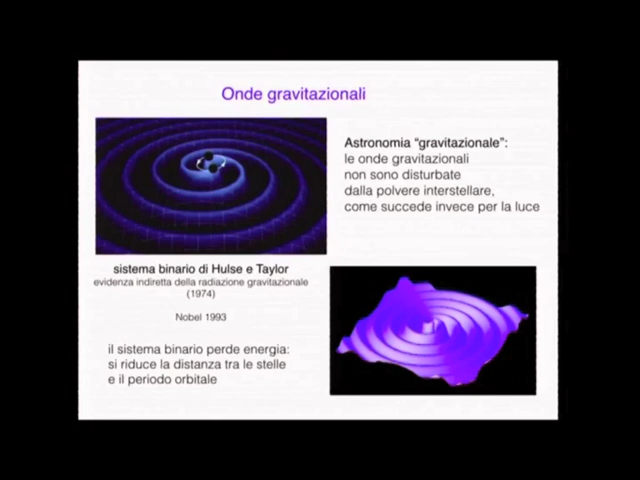 Onde gravitazionali
Astronomia “gravitazionale”:
le onde gravitazionali
non sono disturbate
dalla polvere interstellare,
come succede invece per la luce
sistema binario di Hulse e Taylor
evidenza indiretta della radiazione gravitazionale
(1974)
Nobel 1993
il sistema binario perde energia:
si riduce la distanza tra le stelle
e il periodo orbitale